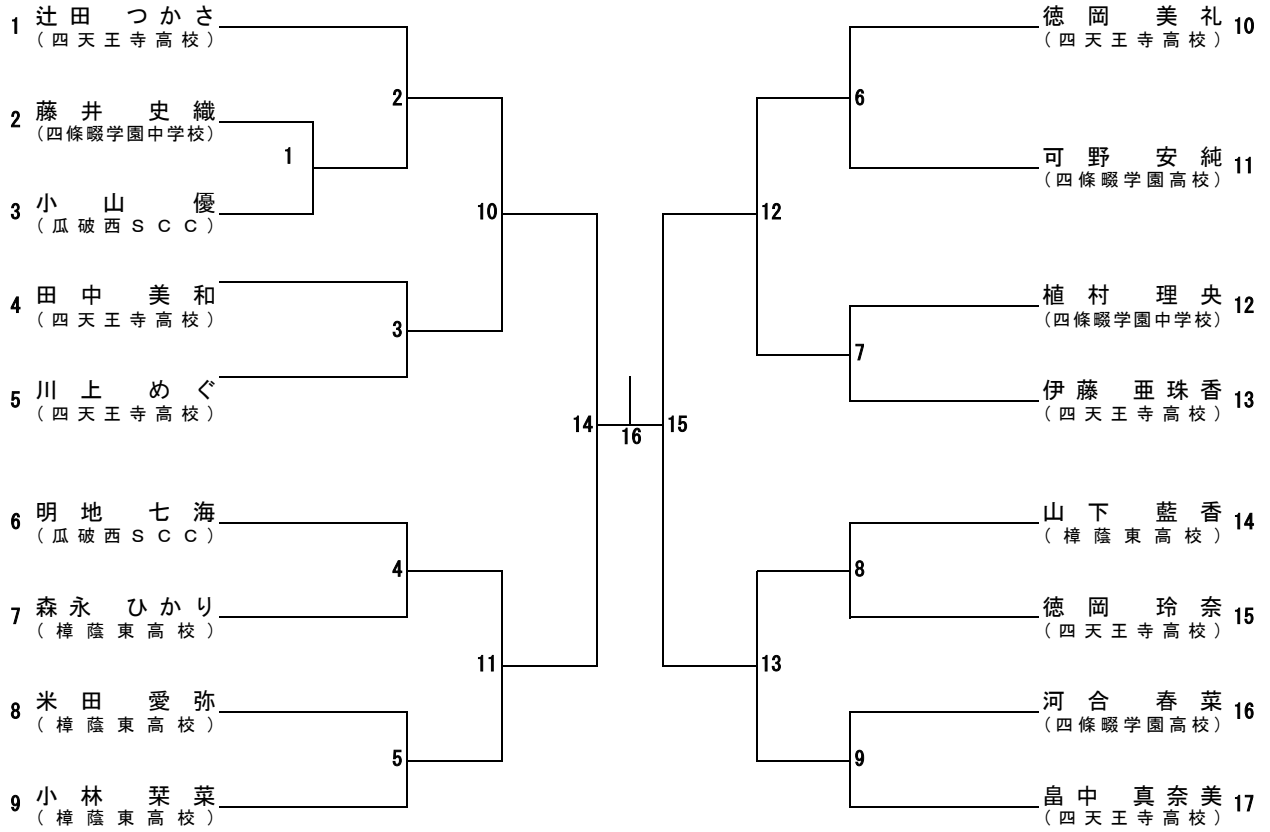 1 辻田 つかさ
(四天王寺高校)
2 藤井 史織
(四條畷学園中学校)
3 小山 優
(瓜破西SCC)
4 田中 美和
(四天王寺高校)
5 川上 めぐ
(四天王寺高校)
6 明地 七海
(瓜破西SCC)
7 森永 ひかり
(樟蔭東高校)
8 米田 愛弥
(樟蔭東高校)
9 小林 栞菜
(樟蔭東高校)
1
2
3
4
5
10
11
14
16
15
12
13
6
7
8
9
徳岡 美礼 10
(四天王寺高校)
可野 安純 11
(四條畷学園高校)
植村 理央 12
(四條畷学園中学校)
伊藤 亜珠香 13
(四天王寺高校)
山下 藍香 14
(樟蔭東高校)
徳岡 玲奈 15
(四天王寺高校)
河合 春菜 16
(四條畷学園高校)
畠中 真奈美 17
(四天王寺高校)